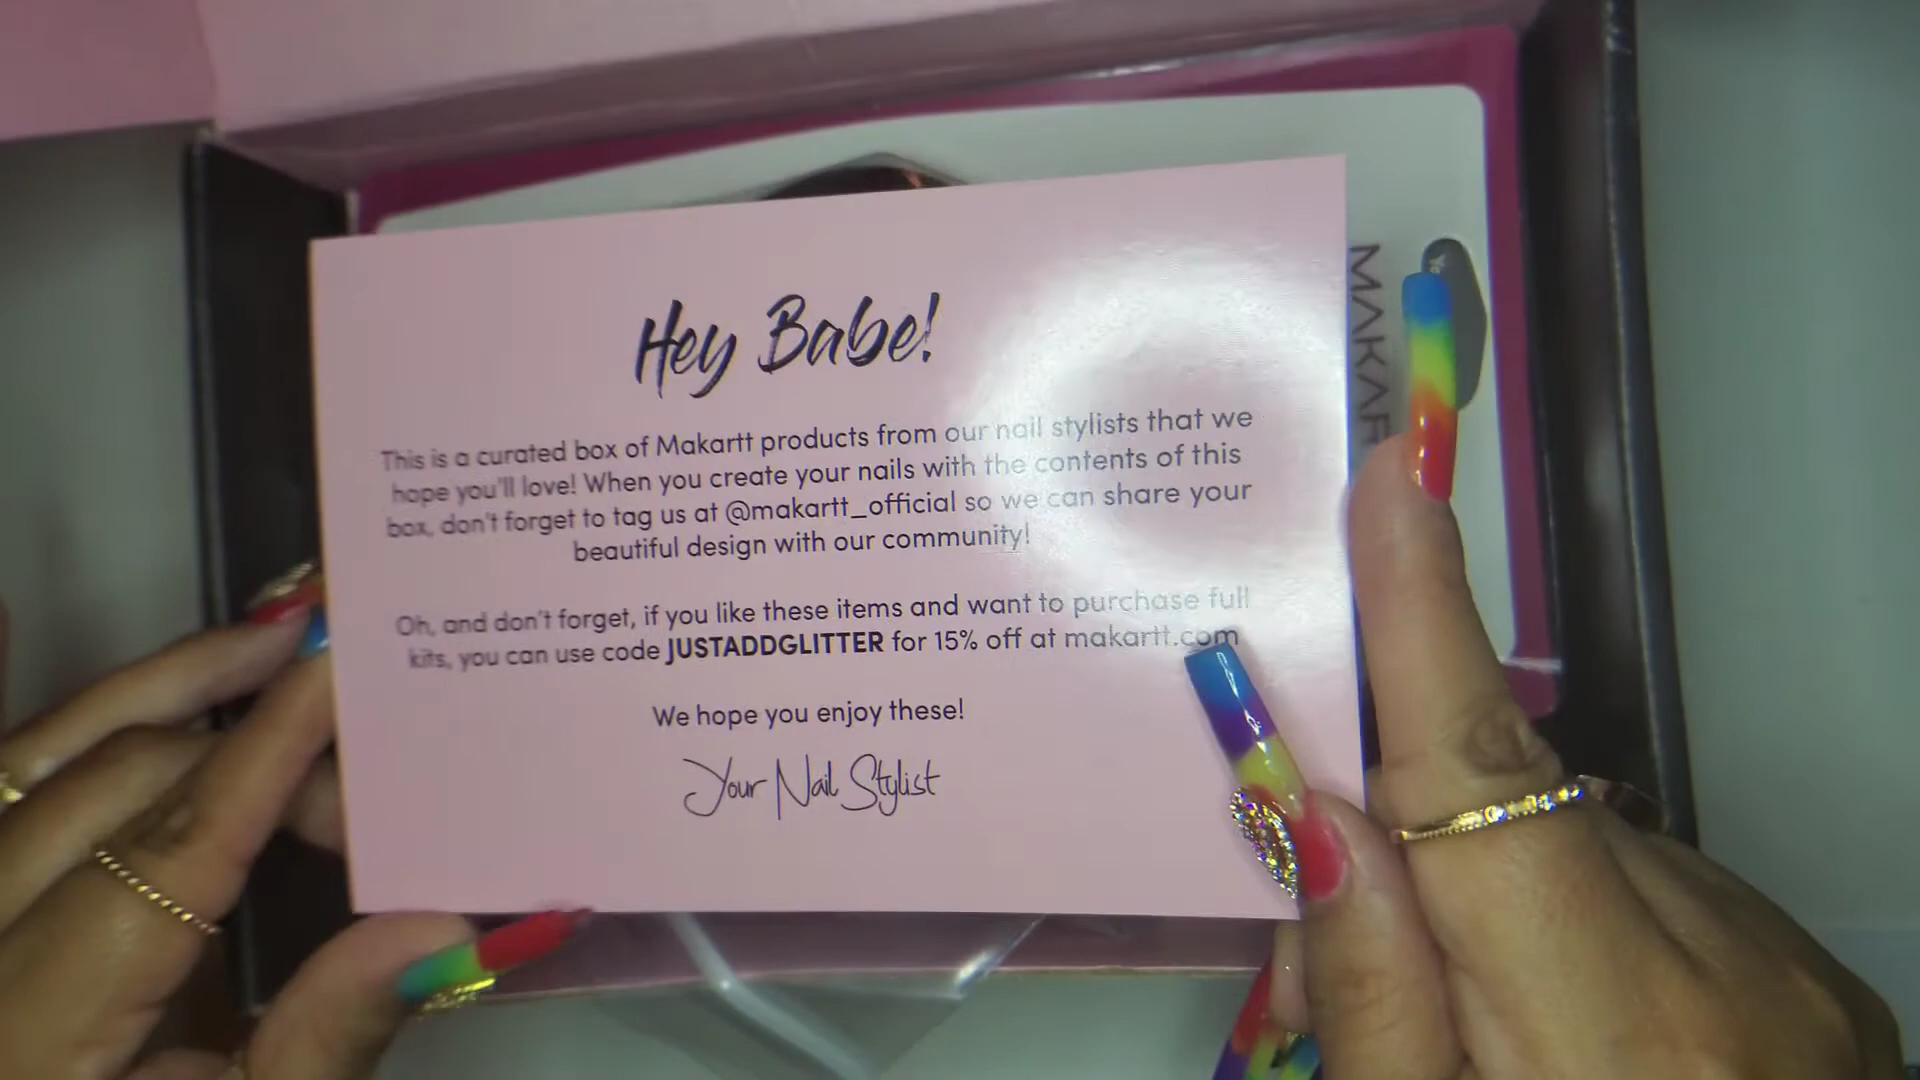 Hey Babe!
This is a curated box of Makartt products from our nail stylists that we
hope you'll love! When you create your nails with the contents of this
box, don't forget to tag us at @makartt_official so we can share your
beautiful design with our community!
Oh, and don't forget, if you like these items and want to purchase full
kits, you can use code JUSTADDGLITTER for 15% off at makartt.com
We hope you enjoy these!
Your Nail Stylist
MAKAR